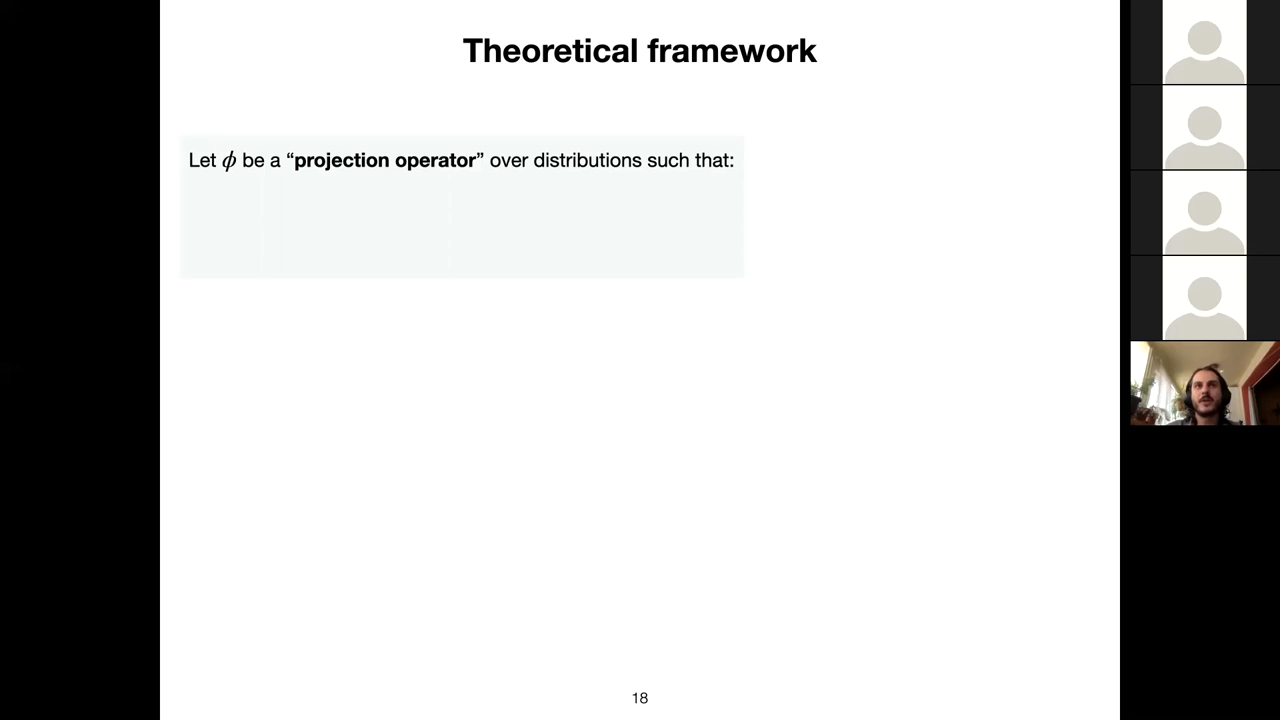 Theoretical framework
Let ϕ be a “projection operator” over distributions such that:
18